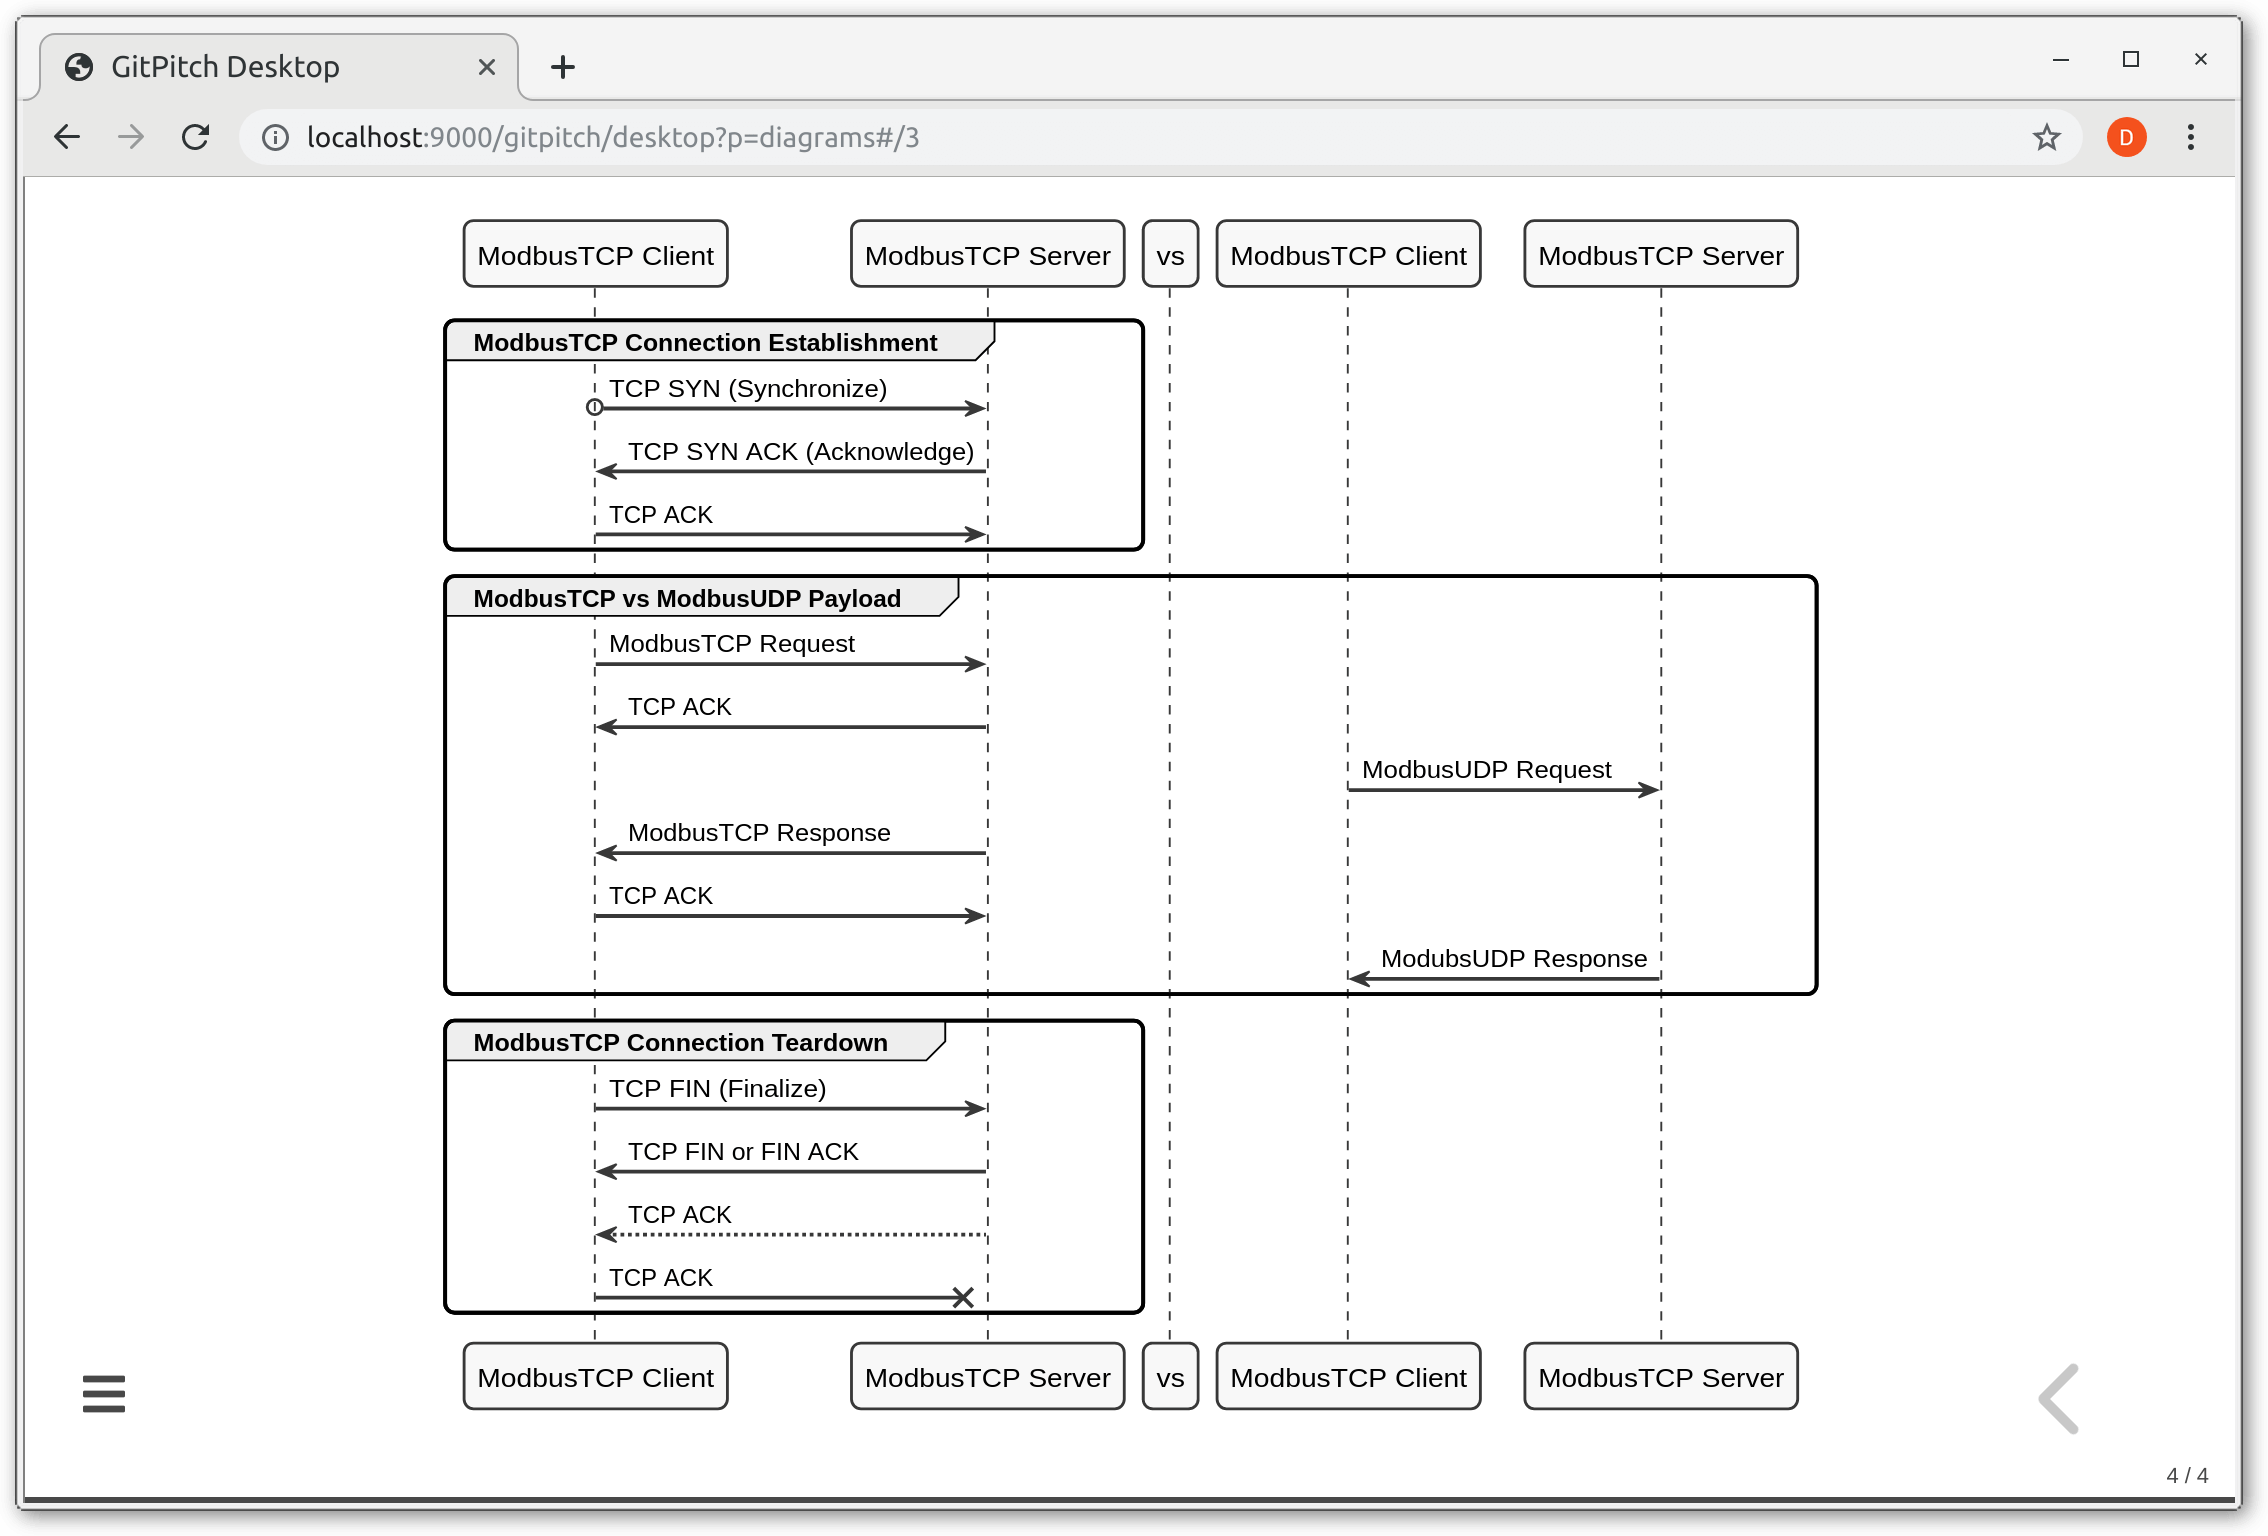 GitPitch Desktop
localhost:9000/gitpitch/desktop?p=diagrams#/3
D
ModbusTCP Client
ModbusTCP Server
vs
ModbusTCP Client
ModbusTCP Server
ModbusTCP Connection Establishment
TCP SYN (Synchronize)
TCP SYN ACK (Acknowledge)
TCP ACK
ModbusTCP vs ModbusUDP Payload
ModbusTCP Request
TCP ACK
ModbusUDP Request
ModbusTCP Response
TCP ACK
ModubsUDP Response
ModbusTCP Connection Teardown
TCP FIN (Finalize)
TCP FIN or FIN ACK
TCP ACK
TCP ACK
ModbusTCP Client
ModbusTCP Server
vs
ModbusTCP Client
ModbusTCP Server
4 / 4